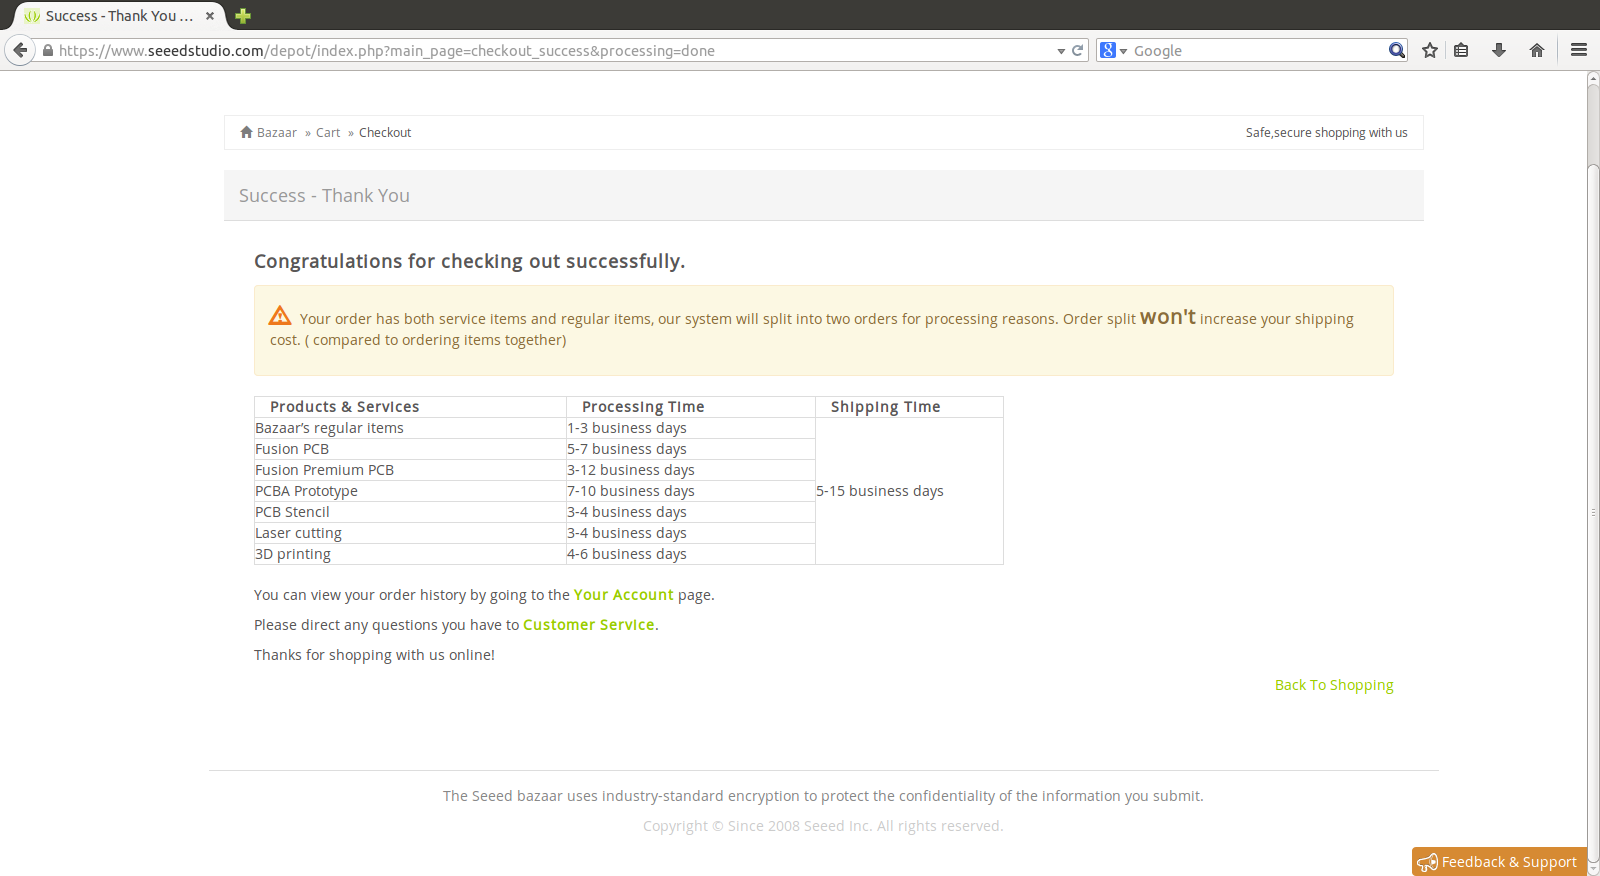 Success - Thank You ...
https://www.seeedstudio.com/depot/index.php?main_page=checkout_success&processing=done
Google
Bazaar » Cart » Checkout
Safe,secure shopping with us
Success - Thank You
Congratulations for checking out successfully.
Your order has both service items and regular items, our system will split into two orders for processing reasons. Order split won't increase your shipping
cost. ( compared to ordering items together)
Products & Services Processing Time Shipping Time
Bazaar’s regular items 1-3 business days
Fusion PCB 5-7 business days
Fusion Premium PCB 3-12 business days
PCBA Prototype 7-10 business days 5-15 business days
PCB Stencil 3-4 business days
Laser cutting 3-4 business days
3D printing 4-6 business days
You can view your order history by going to the Your Account page.
Please direct any questions you have to Customer Service.
Thanks for shopping with us online!
Back To Shopping
The Seeed bazaar uses industry-standard encryption to protect the confidentiality of the information you submit.
Copyright © Since 2008 Seeed Inc. All rights reserved.
Feedback & Support